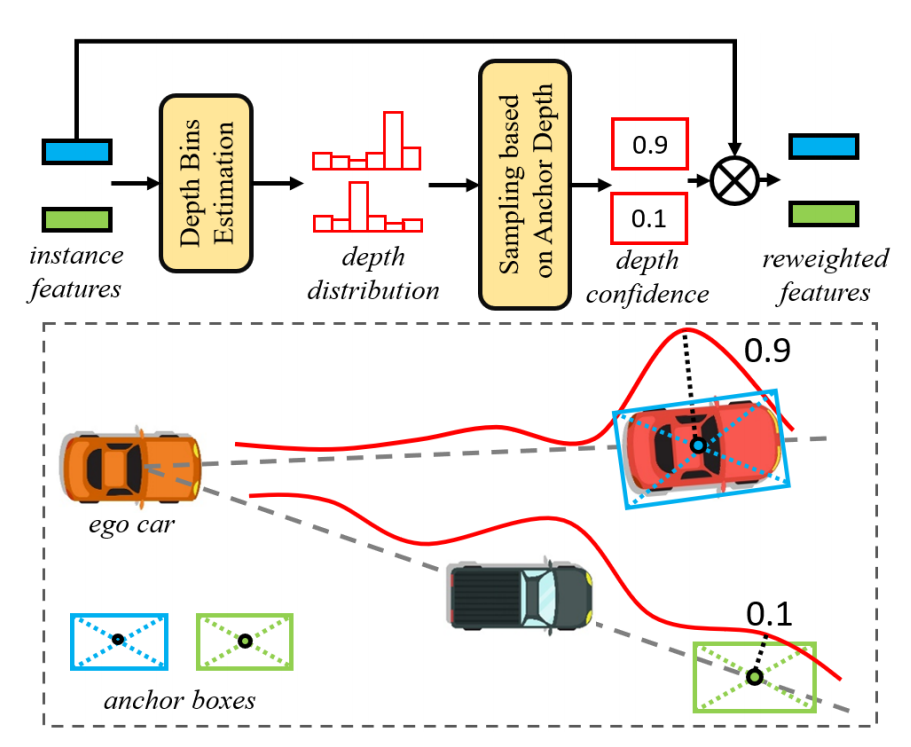 Depth Bins
Estimation
Sampling based
on Anchor Depth
0.9
0.1
instance
features
depth
distribution
depth
confidence
reweighted
features
0.9
ego car
0.1
anchor boxes